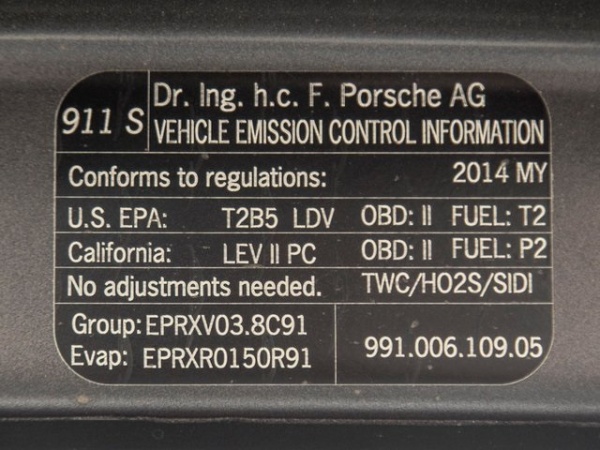 911 S Dr. Ing. h.c. F. Porsche AG
VEHICLE EMISSION CONTROL INFORMATION
Conforms to regulations: 2014 MY
U.S. EPA: T2B5 LDV OBD: II FUEL: T2
California: LEV II PC OBD: II FUEL: P2
No adjustments needed. TWC/HO2S/SIDI
Group: EPRXV03.8C91
Evap: EPRXR0150R91
991.006.109.05